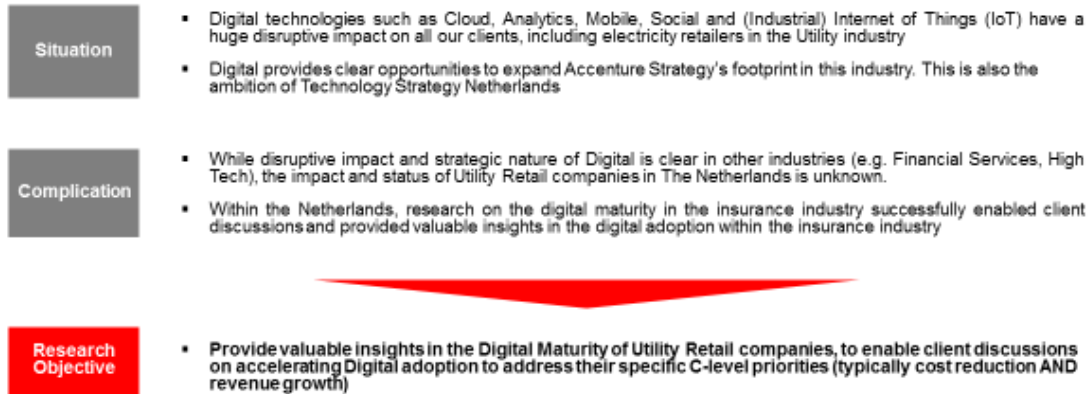 Situation
▪ Digital technologies such as Cloud, Analytics, Mobile, Social and (Industrial) Internet of Things (IoT) have a
huge disruptive impact on all our clients, including electricity retailers in the Utility industry
▪ Digital provides clear opportunities to expand Accenture Strategy's footprint in this industry. This is also the
ambition of Technology Strategy Netherlands
Complication
▪ While disruptive impact and strategic nature of Digital is clear in other industries (e.g. Financial Services, High
Tech), the impact and status of Utility Retail companies in The Netherlands is unknown.
▪ Within the Netherlands, research on the digital maturity in the insurance industry successfully enabled client
discussions and provided valuable insights in the digital adoption within the insurance industry
Research
Objective
▪ Provide valuable insights in the Digital Maturity of Utility Retail companies, to enable client discussions
on accelerating Digital adoption to address their specific C-level priorities (typically cost reduction AND
revenue growth)